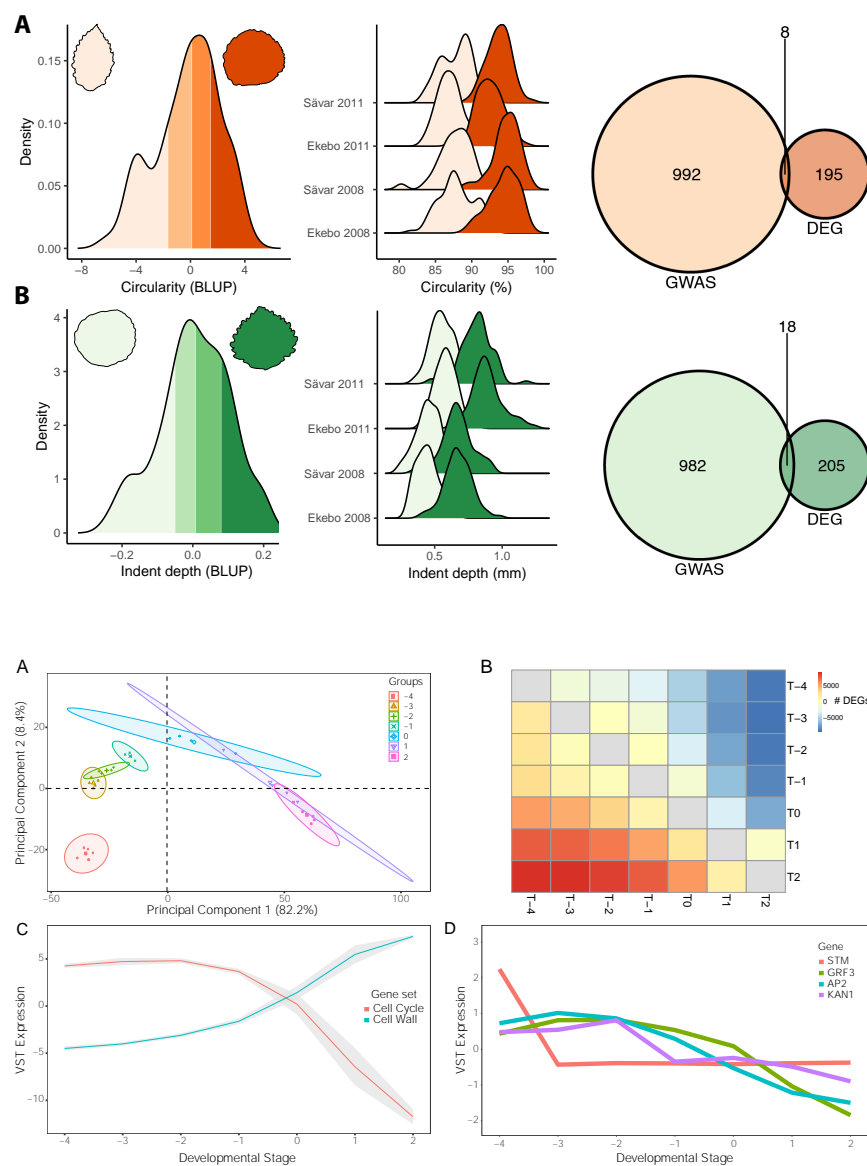 A
Density
0.15
0.10
0.05
0.00
−8 −4 0 4
Circularity (BLUP)
Sävar 2011
Ekebo 2011
Sävar 2008
Ekebo 2008
80 85 90 95 100
Circularity (%)
8
992
195
DEG
GWAS
B
Density
4
3
2
1
0
−0.2 0.0 0.2
Indent depth (BLUP)
Sävar 2011
Ekebo 2011
Sävar 2008
Ekebo 2008
0.5 1.0
Indent depth (mm)
18
982
205
DEG
GWAS
A
Principal Component 2 (8.4%)
20
0
−20
−50 0 50 100
Principal Component 1 (82.2%)
Groups
−4
−3
−2
−1
0
1
2
B
T−4
T−3
T−2
T−1
T0
T1
T2
T−4 T−3 T−2 T−1 T0 T1 T2
5000
0
−5000
# DEGs
C
VST Expression
5
0
−5
−10
−4 −3 −2 −1 0 1 2
Developmental Stage
Gene set
Cell Cycle
Cell Wall
D
VST Expression
3
2
1
0
−1
−2
−4 −3 −2 −1 0 1 2
Developmental Stage
Gene
STM
GRF3
AP2
KAN1